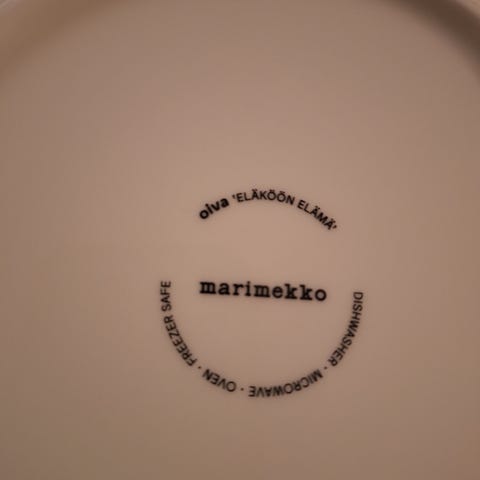 oiva 'ELÄKÖÖN ELÄMÄ'
marimekko
DISHWASHER · MICROWAVE · OVEN · FREEZER SAFE